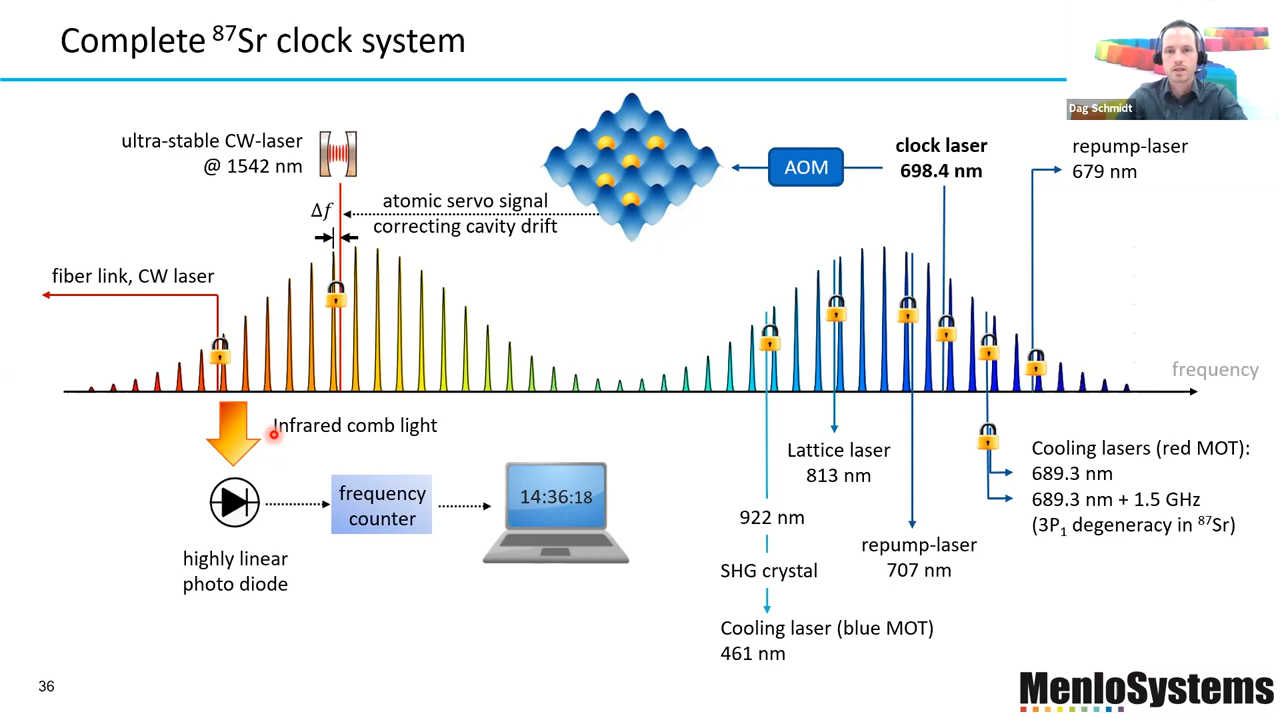 Complete ⁸⁷Sr clock system
Dag Schmidt
ultra-stable CW-laser
@ 1542 nm
Δf
atomic servo signal
correcting cavity drift
AOM
clock laser
698.4 nm
repump-laser
679 nm
fiber link, CW laser
frequency
Infrared comb light
highly linear
photo diode
frequency
counter
14:36:18
922 nm
SHG crystal
Cooling laser (blue MOT)
461 nm
Lattice laser
813 nm
repump-laser
707 nm
Cooling lasers (red MOT):
689.3 nm
689.3 nm + 1.5 GHz
(3P₁ degeneracy in ⁸⁷Sr)
36
MenloSystems